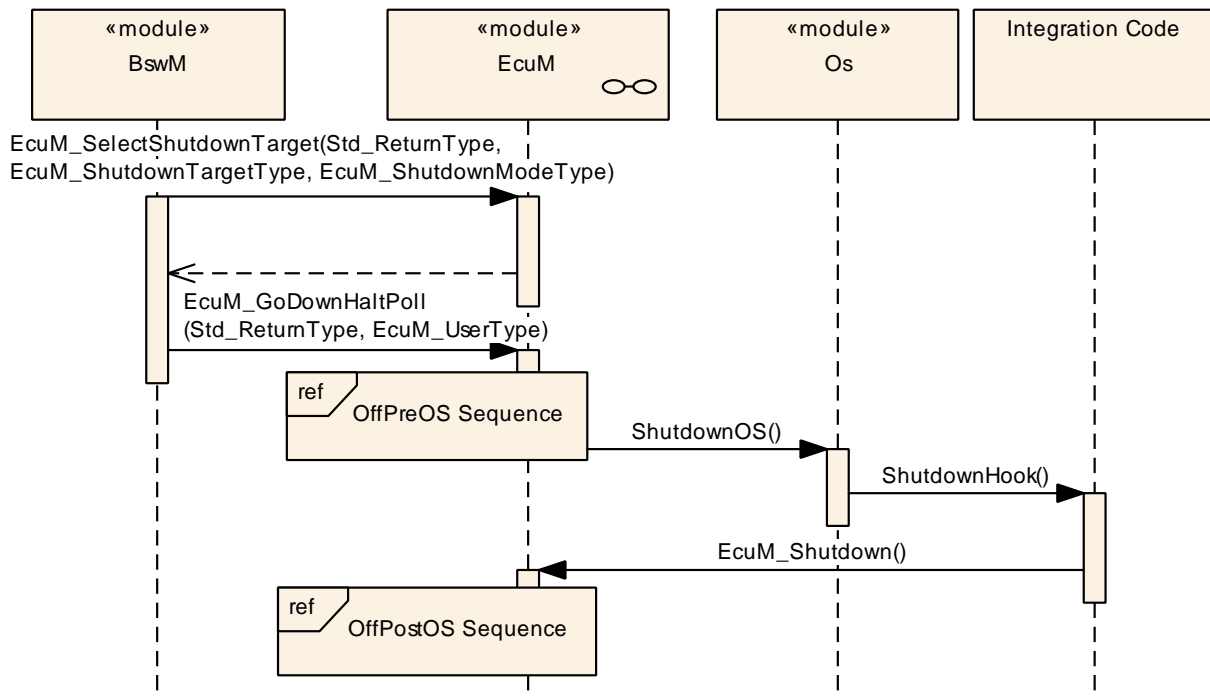 «module»
BswM
«module»
EcuM
«module»
Os
Integration Code
EcuM_SelectShutdownTarget(Std_ReturnType,
EcuM_ShutdownTargetType, EcuM_ShutdownModeType)
EcuM_GoDownHaltPoll
(Std_ReturnType, EcuM_UserType)
ref
OffPreOS Sequence
ShutdownOS()
ShutdownHook()
EcuM_Shutdown()
ref
OffPostOS Sequence